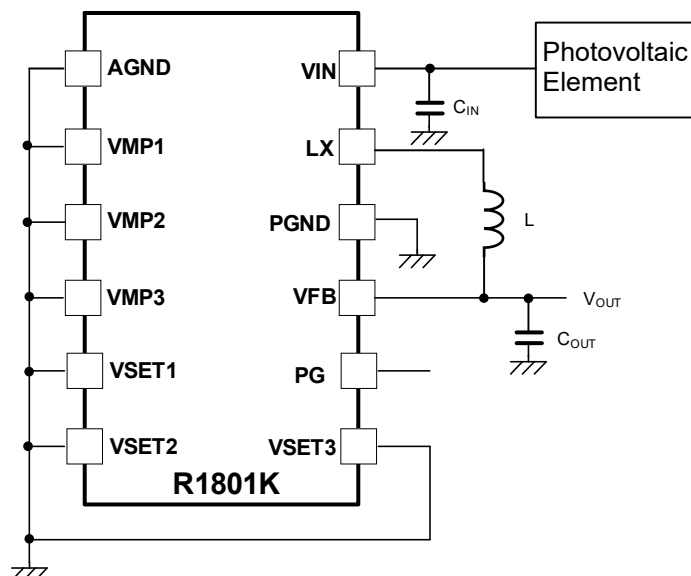 AGND
VMP1
VMP2
VMP3
VSET1
VSET2
VIN
LX
PGND
VFB
PG
VSET3
R1801K
Photovoltaic
Element
CIN
L
VOUT
COUT